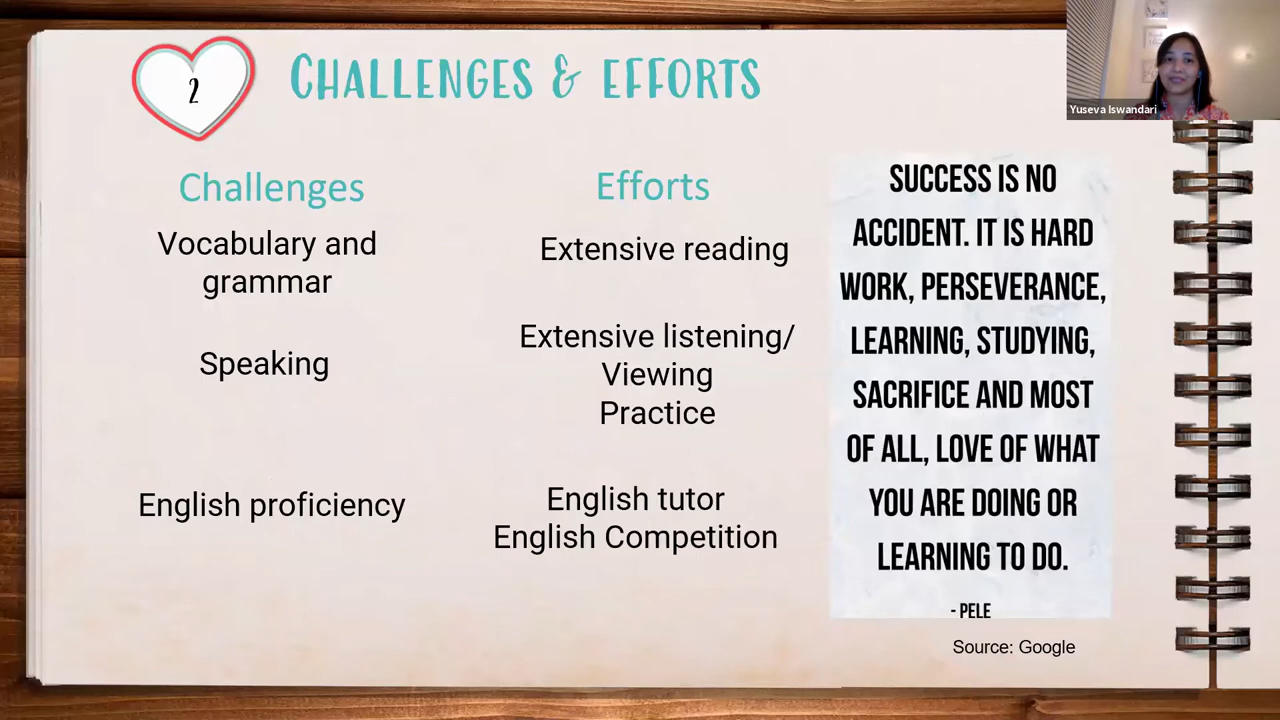 2
CHALLENGES & EFFORTS
Yuseva Iswandari
Challenges
Vocabulary and
grammar
Speaking
English proficiency
Efforts
Extensive reading
Extensive listening/
Viewing
Practice
English tutor
English Competition
SUCCESS IS NO
ACCIDENT. IT IS HARD
WORK, PERSEVERANCE,
LEARNING, STUDYING,
SACRIFICE AND MOST
OF ALL, LOVE OF WHAT
YOU ARE DOING OR
LEARNING TO DO.
- PELE
Source: Google